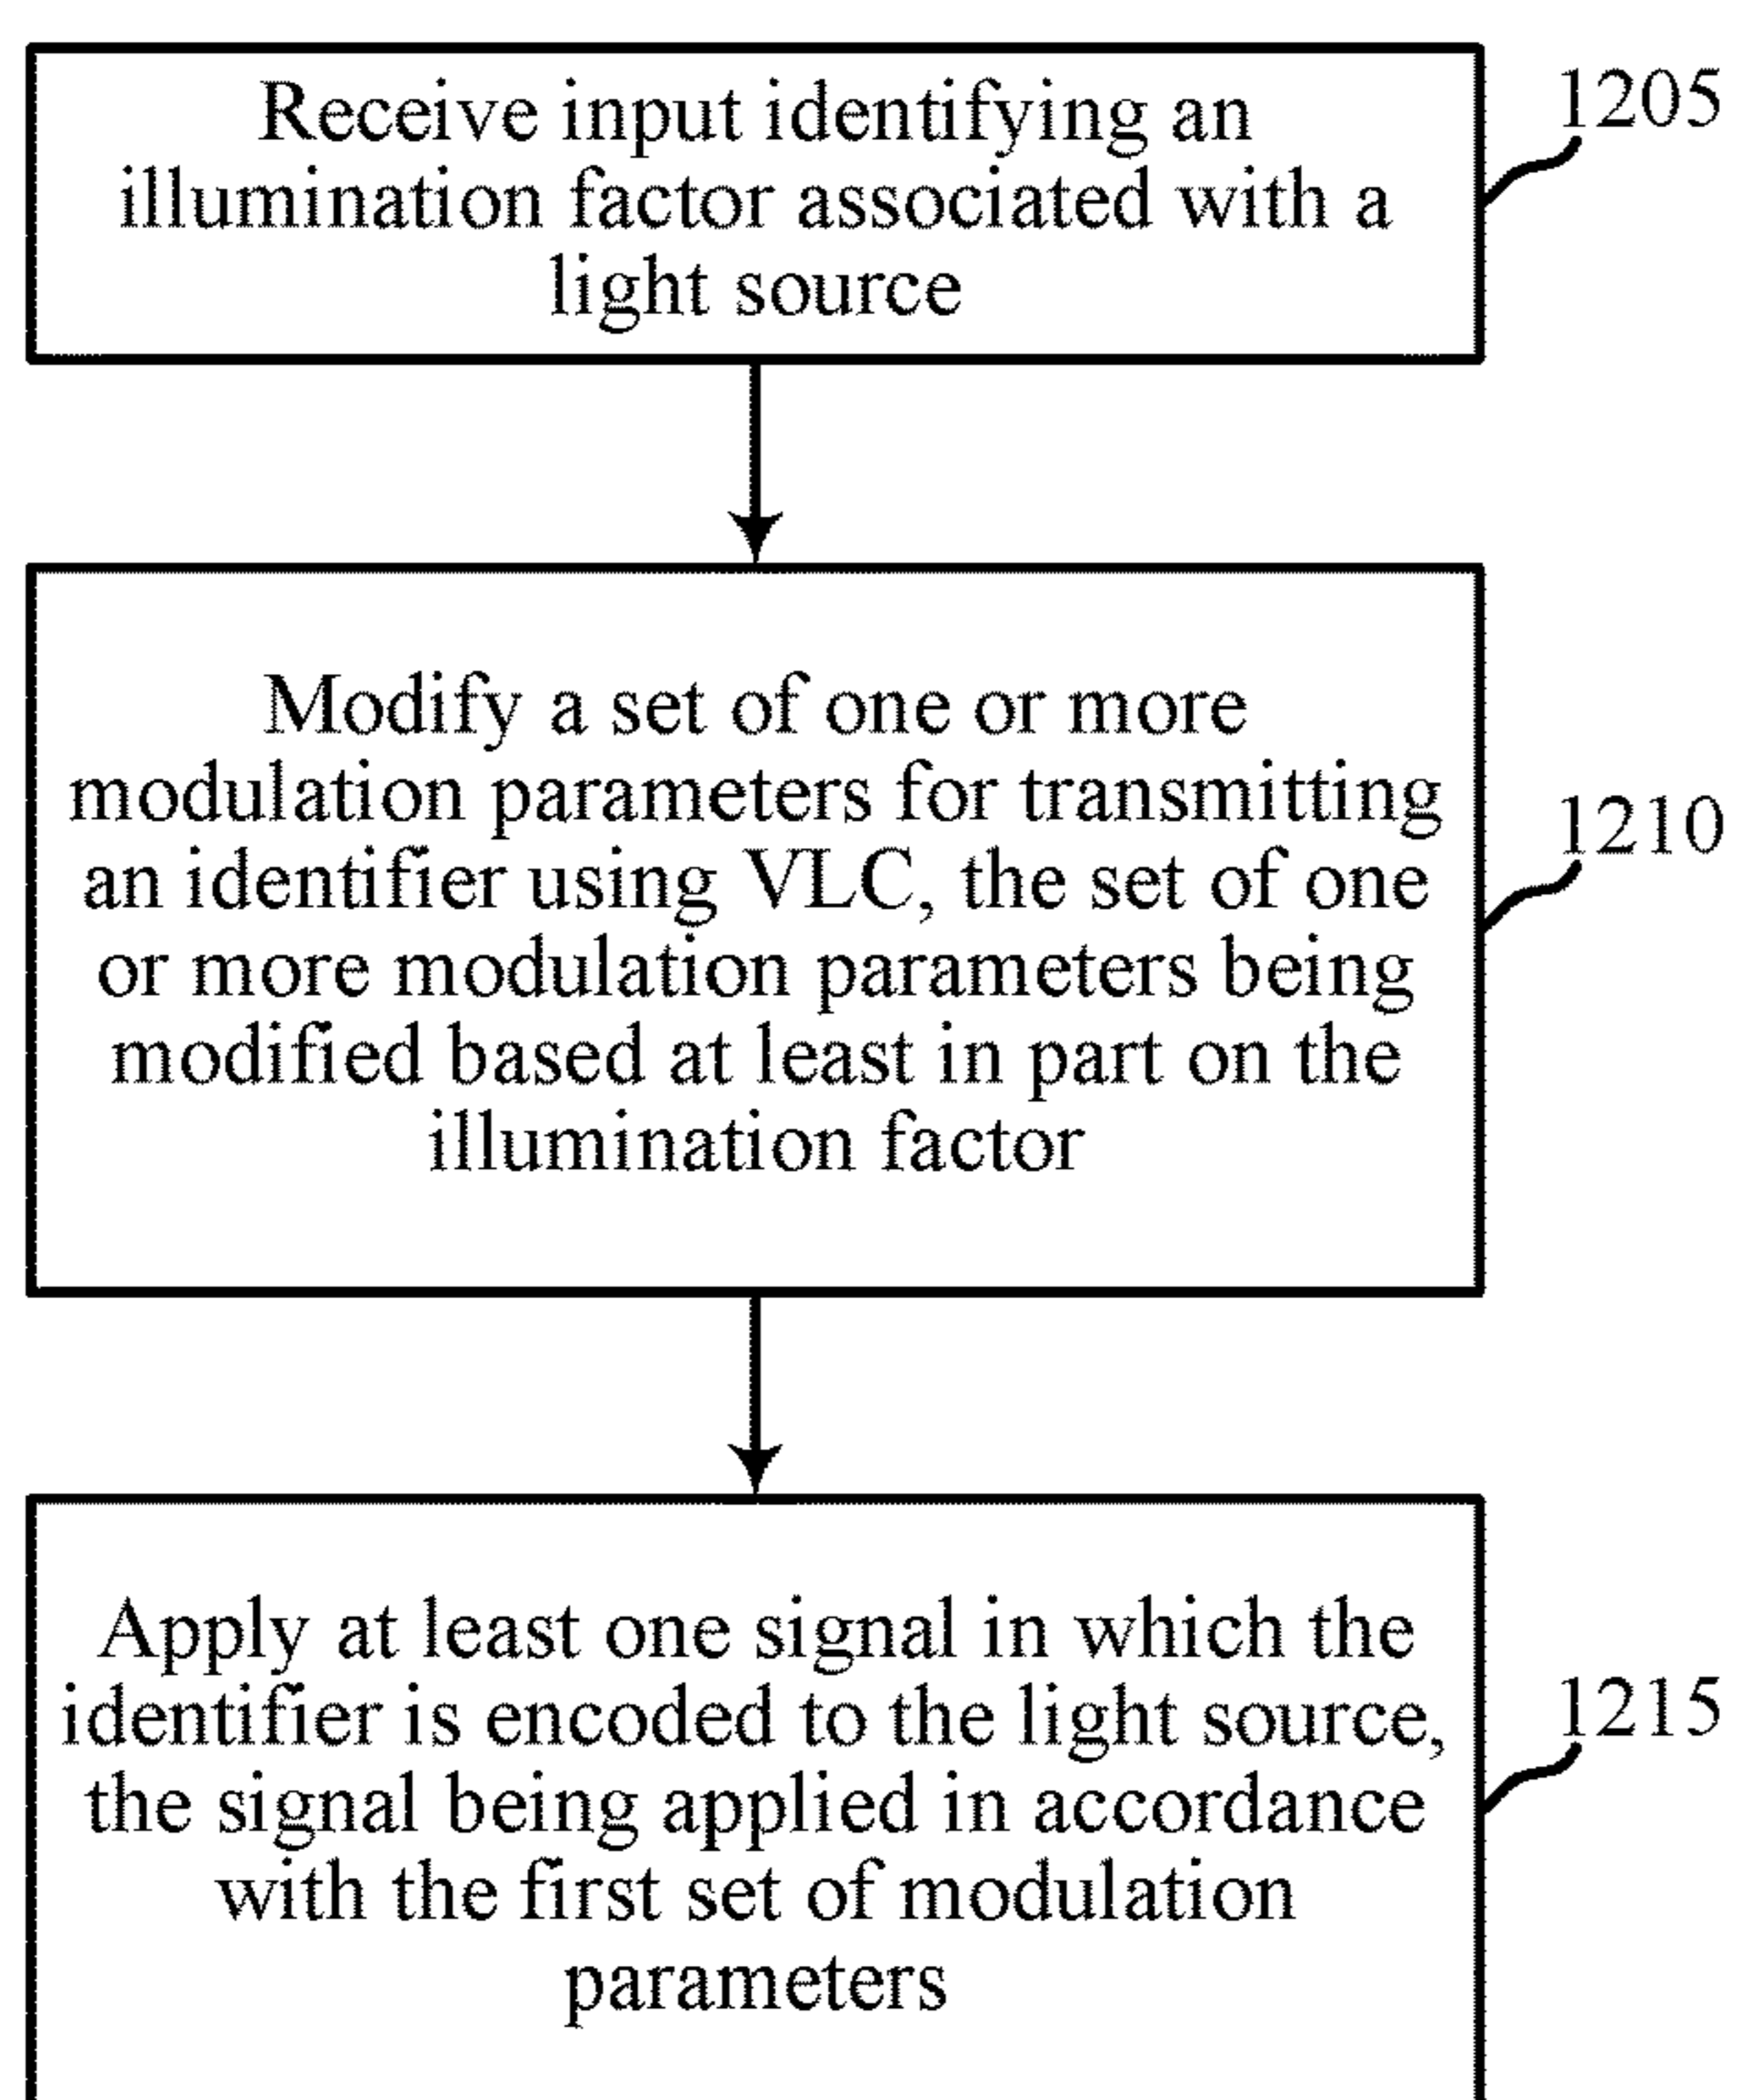 Receive input identifying an
illumination factor associated with a
light source
1205
Modify a set of one or more
modulation parameters for transmitting
an identifier using VLC, the set of one
or more modulation parameters being
modified based at least in part on the
illumination factor
1210
Apply at least one signal in which the
identifier is encoded to the light source,
the signal being applied in accordance
with the first set of modulation
parameters
1215